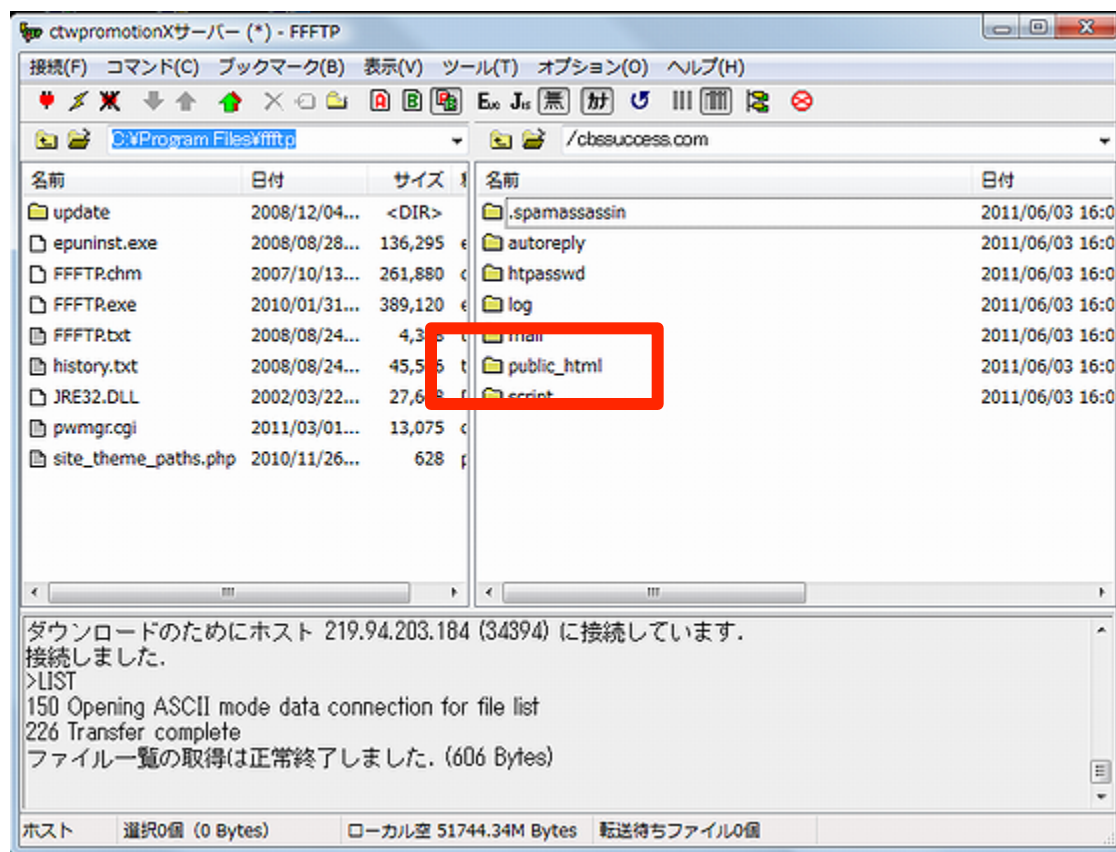 ctwpromotionXサーバー (*) - FFFTP
接続(F) コマンド(C) ブックマーク(B) 表示(V) ツール(T) オプション(O) ヘルプ(H)
A B Euc Jis 無 カナ
C:¥Program Files¥ffftp /cbssuccess.com
名前 日付 サイズ 名前 日付
update 2008/12/04... <DIR> .spamassassin 2011/06/03 16:0
epuninst.exe 2008/08/28... 136,295 e autoreply 2011/06/03 16:0
FFFTP.chm 2007/10/13... 261,880 c htpasswd 2011/06/03 16:0
FFFTP.exe 2010/01/31... 389,120 e log 2011/06/03 16:0
FFFTP.txt 2008/08/24... mail 2011/06/03 16:0
history.txt 2008/08/24... t public_html 2011/06/03 16:0
JRE32.DLL 2002/03/22... script 2011/06/03 16:0
pwmgr.cgi 2011/03/01... 13,075 c
site_theme_paths.php 2010/11/26... 628 p
ダウンロードのためにホスト 219.94.203.184 (34394) に接続しています.
接続しました.
>LIST
150 Opening ASCII mode data connection for file list
226 Transfer complete
ファイル一覧の取得は正常終了しました. (606 Bytes)
ホスト 選択0個 (0 Bytes) ローカル空 51744.34M Bytes 転送待ちファイル0個